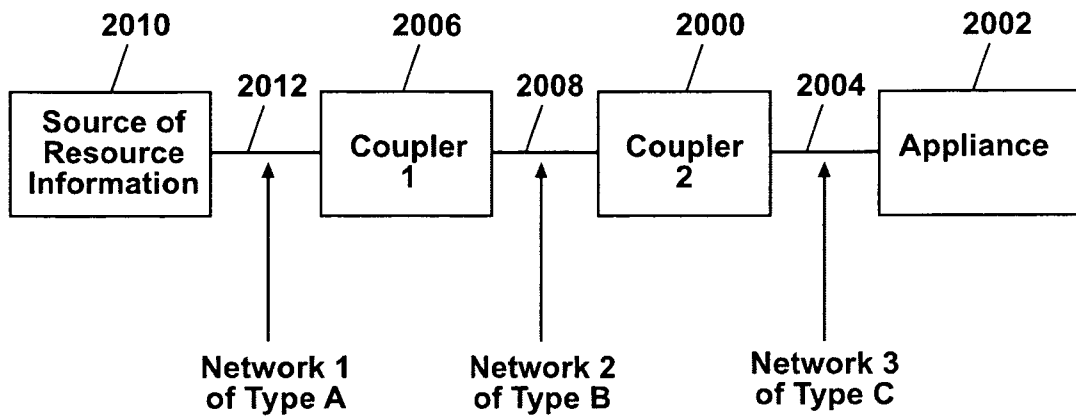 2010
2006
2000
2002
2012
2008
2004
Source of
Resource
Information
Coupler
1
Coupler
2
Appliance
Network 1
of Type A
Network 2
of Type B
Network 3
of Type C